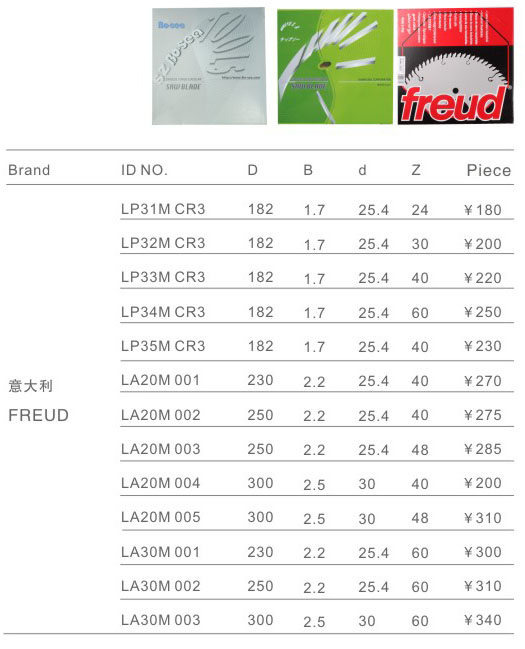 Bo-sea
SAW BLADE
SAW BLADE
freud
Brand ID NO. D B d Z Piece
LP31M CR3 182 1.7 25.4 24 ¥180
LP32M CR3 182 1.7 25.4 30 ¥200
LP33M CR3 182 1.7 25.4 40 ¥220
LP34M CR3 182 1.7 25.4 60 ¥250
LP35M CR3 182 1.7 25.4 40 ¥230
意大利 LA20M 001 230 2.2 25.4 40 ¥270
FREUD LA20M 002 250 2.2 25.4 40 ¥275
LA20M 003 250 2.2 25.4 48 ¥285
LA20M 004 300 2.5 30 40 ¥200
LA20M 005 300 2.5 30 48 ¥310
LA30M 001 230 2.2 25.4 60 ¥300
LA30M 002 250 2.2 25.4 60 ¥310
LA30M 003 300 2.5 30 60 ¥340